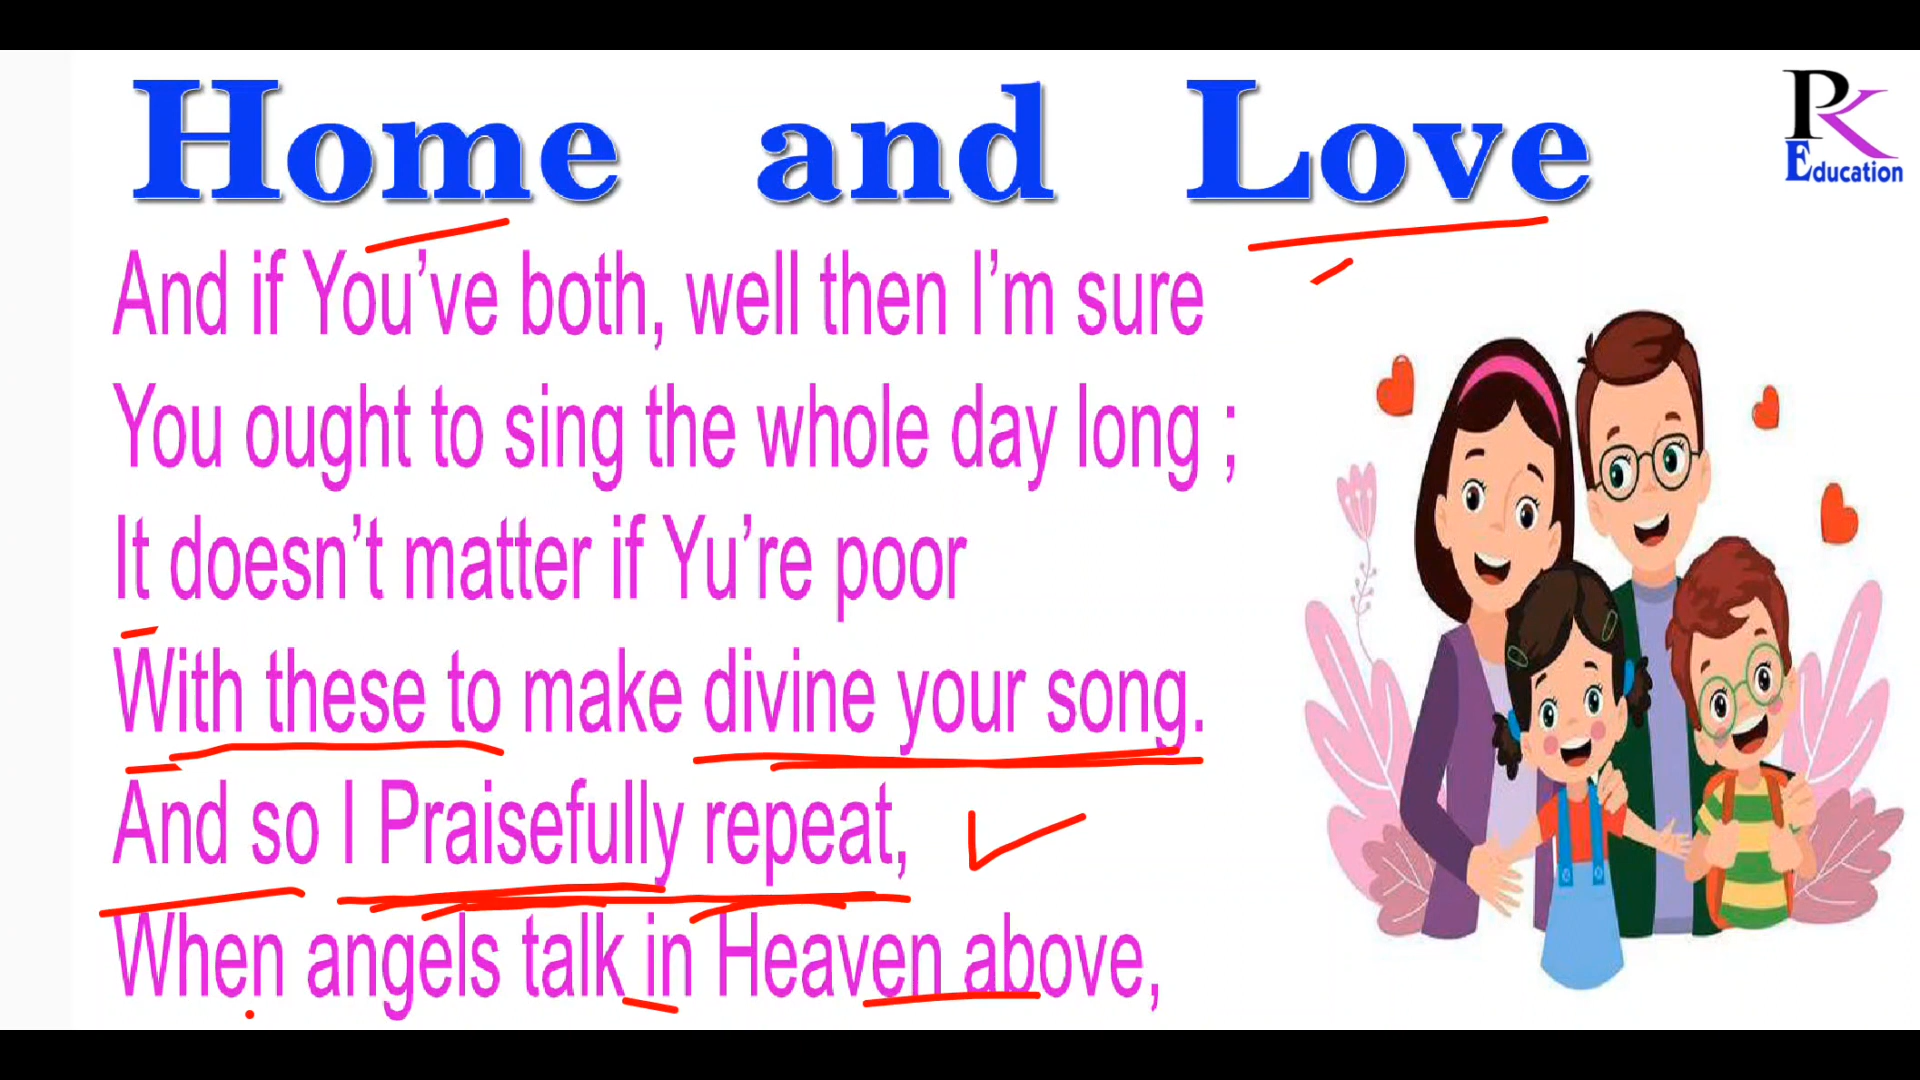 Home and Love
PK
Education
And if You've both, well then I'm sure
You ought to sing the whole day long ;
It doesn't matter if Yu're poor
With these to make divine your song.
And so I Praisefully repeat,
When angels talk in Heaven above,